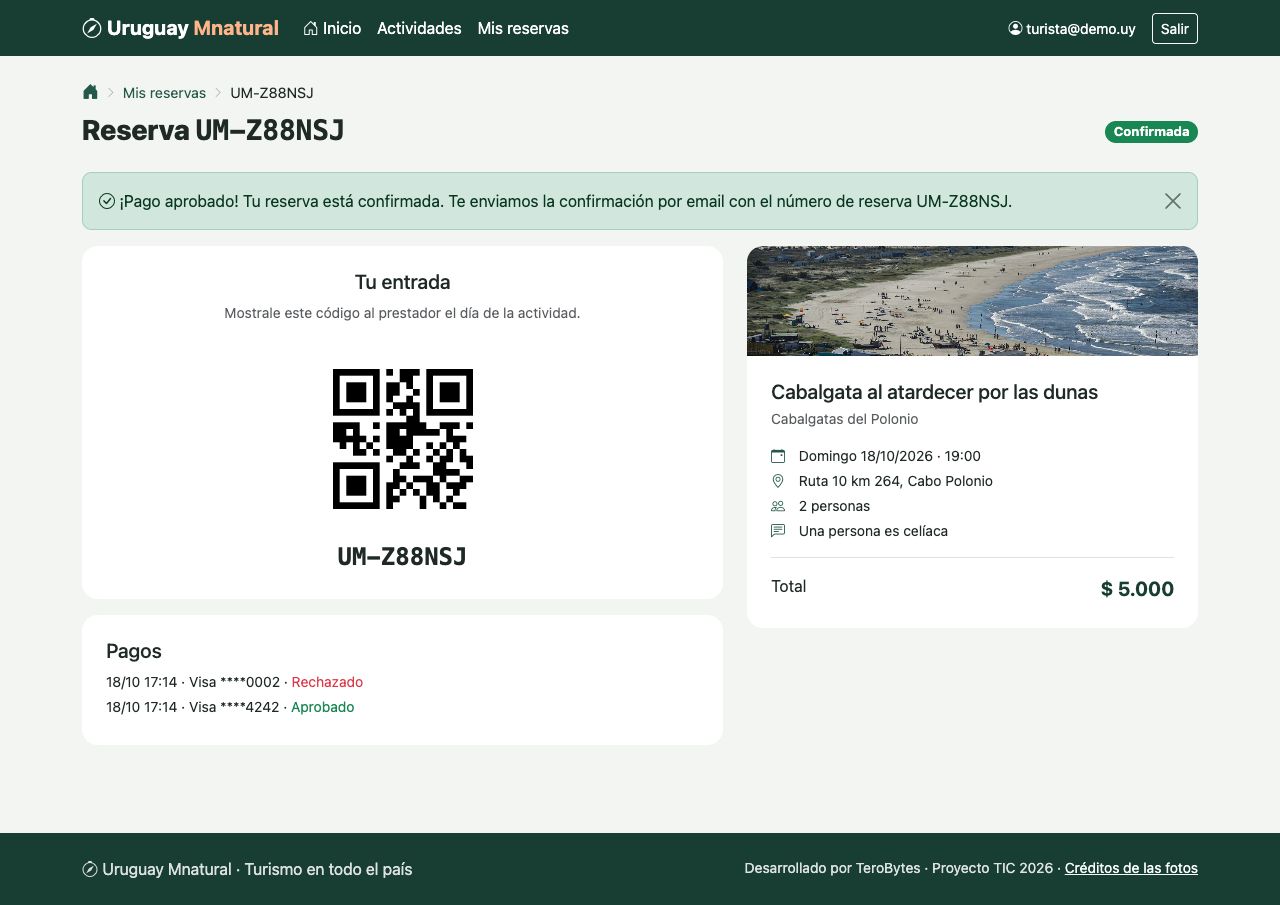 Uruguay Mnatural Inicio Actividades Mis reservas turista@demo.uy Salir
Mis reservas UM-Z88NSJ
Reserva UM-Z88NSJ
Confirmada
¡Pago aprobado! Tu reserva está confirmada. Te enviamos la confirmación por email con el número de reserva UM-Z88NSJ.
Tu entrada
Mostrale este código al prestador el día de la actividad.
UM-Z88NSJ
Pagos
18/10 17:14 · Visa ****0002 · Rechazado
18/10 17:14 · Visa ****4242 · Aprobado
Cabalgata al atardecer por las dunas
Cabalgatas del Polonio
Domingo 18/10/2026 · 19:00
Ruta 10 km 264, Cabo Polonio
2 personas
Una persona es celíaca
Total $ 5.000
Uruguay Mnatural · Turismo en todo el país
Desarrollado por TeroBytes · Proyecto TIC 2026 · Créditos de las fotos